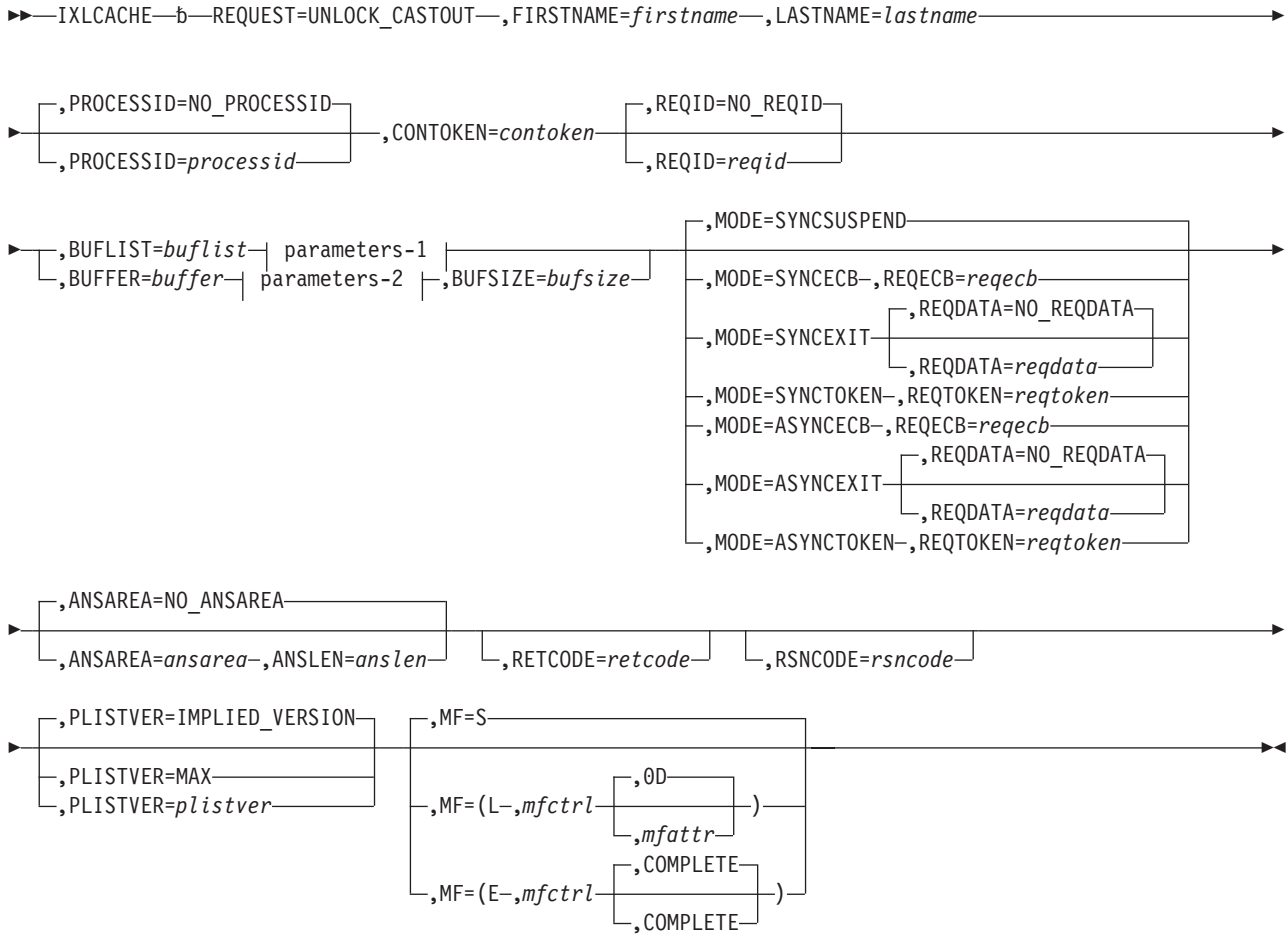 IXLCACHE ␢ REQUEST=UNLOCK_CASTOUT ,FIRSTNAME=firstname ,LASTNAME=lastname
,PROCESSID=NO_PROCESSID
,PROCESSID=processid
,CONTOKEN=contoken
,REQID=NO_REQID
,REQID=reqid
,BUFLIST=buflist parameters-1
,BUFFER=buffer parameters-2 ,BUFSIZE=bufsize
,MODE=SYNCSUSPEND
,MODE=SYNCECB ,REQECB=reqecb
,MODE=SYNCEXIT
,REQDATA=NO_REQDATA
,REQDATA=reqdata
,MODE=SYNCTOKEN ,REQTOKEN=reqtoken
,MODE=ASYNCECB ,REQECB=reqecb
,MODE=ASYNCEXIT
,REQDATA=NO_REQDATA
,REQDATA=reqdata
,MODE=ASYNCTOKEN ,REQTOKEN=reqtoken
,ANSAREA=NO_ANSAREA
,ANSAREA=ansarea ,ANSLEN=anslen
,RETCODE=retcode
,RSNCODE=rsncode
,PLISTVER=IMPLIED_VERSION
,PLISTVER=MAX
,PLISTVER=plistver
,MF=S
,MF=(L ,mfctrl
,0D
,mfattr
)
,MF=(E ,mfctrl
,COMPLETE
,COMPLETE
)